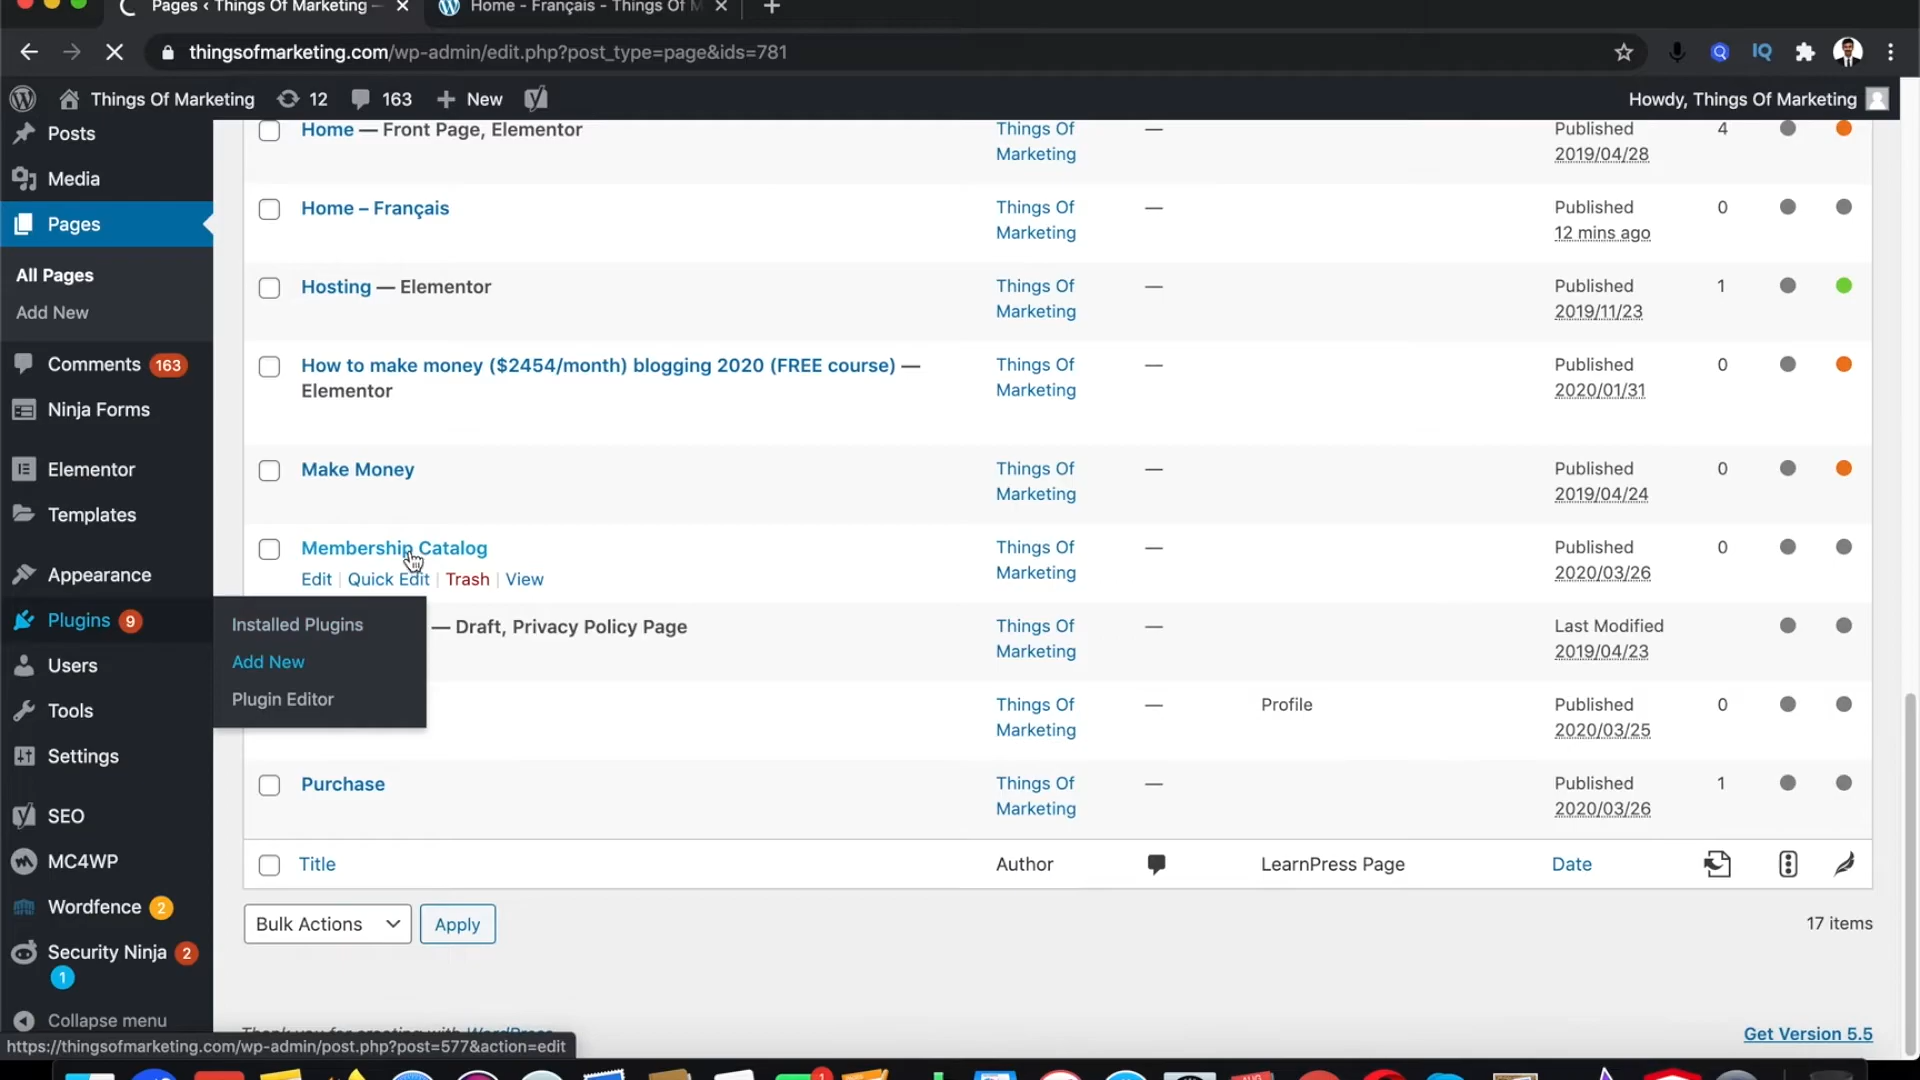 Pages ‹ Things Of Marketing —
Home - Français - Things Of M
thingsofmarketing.com/wp-admin/edit.php?post_type=page&ids=781
Things Of Marketing 12 163 New
Howdy, Things Of Marketing
Posts
Media
Pages
All Pages
Add New
Comments 163
Ninja Forms
Elementor
Templates
Appearance
Plugins 9
Users
Tools
Settings
SEO
MC4WP
Wordfence 2
Security Ninja 2
1
Collapse menu
Installed Plugins
Add New
Plugin Editor
Home — Front Page, Elementor
Things Of
Marketing
—
Published
2019/04/28
4
Home – Français
Things Of
Marketing
—
Published
12 mins ago
0
Hosting — Elementor
Things Of
Marketing
—
Published
2019/11/23
1
How to make money ($2454/month) blogging 2020 (FREE course) —
Elementor
Things Of
Marketing
—
Published
2020/01/31
0
Make Money
Things Of
Marketing
—
Published
2019/04/24
0
Membership Catalog
Edit | Quick Edit | Trash | View
Things Of
Marketing
—
Published
2020/03/26
0
— Draft, Privacy Policy Page
Things Of
Marketing
—
Last Modified
2019/04/23
Things Of
Marketing
—
Profile
Published
2020/03/25
0
Purchase
Things Of
Marketing
—
Published
2020/03/26
1
Title
Author
LearnPress Page
Date
Bulk Actions
Apply
17 items
Thank you for creating with WordPress
Get Version 5.5
https://thingsofmarketing.com/wp-admin/post.php?post=577&action=edit